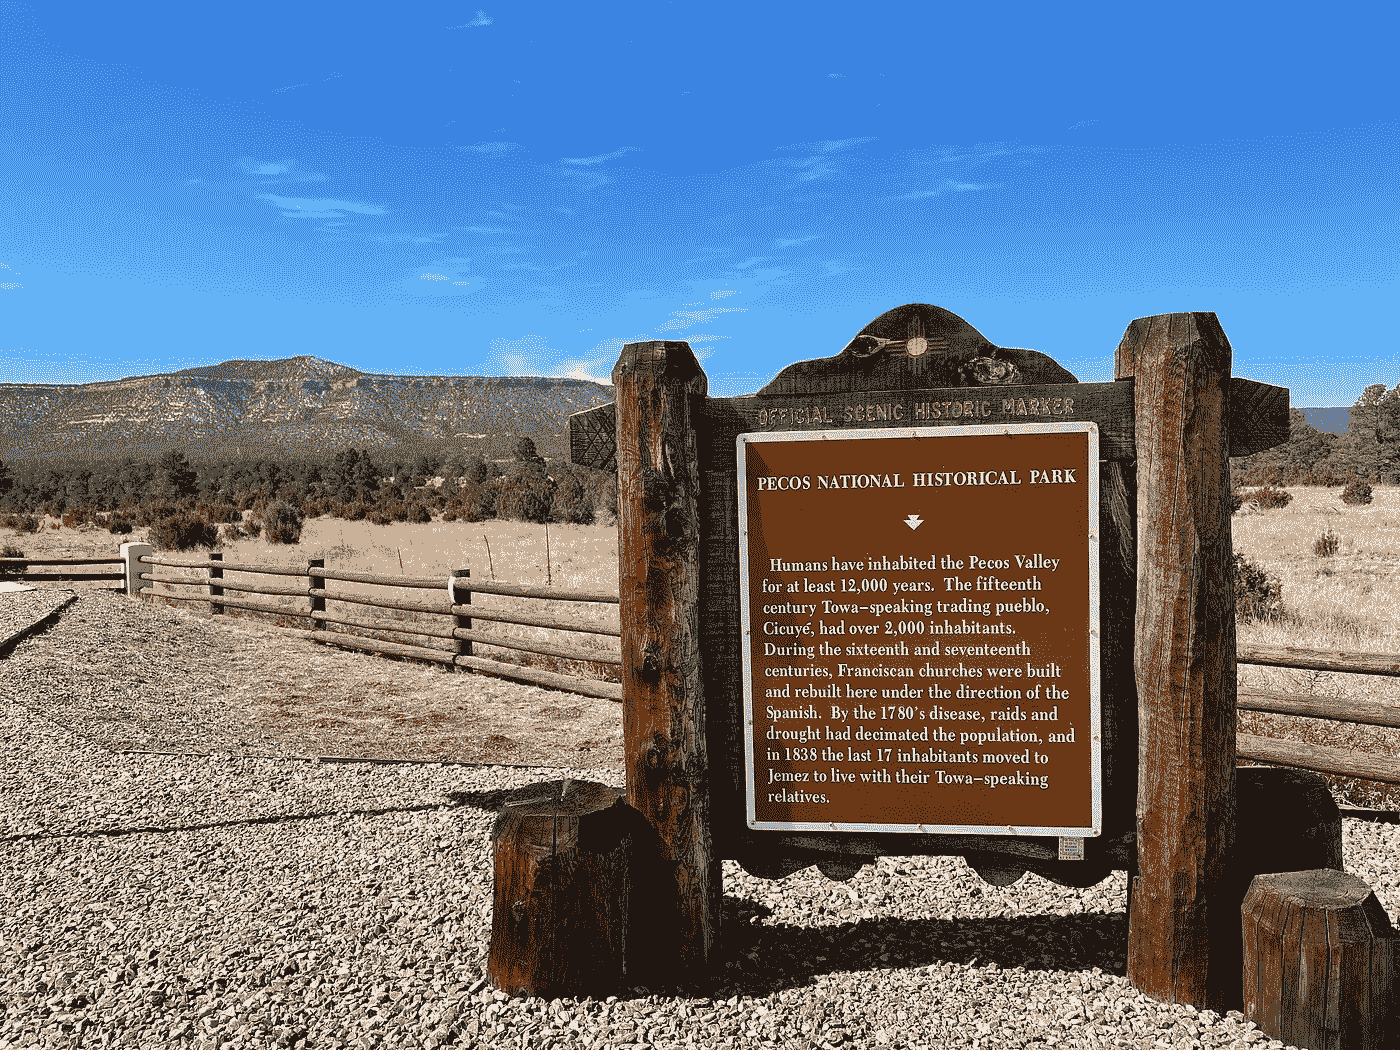 OFFICIAL SCENIC HISTORIC MARKER
PECOS NATIONAL HISTORICAL PARK
Humans have inhabited the Pecos Valley
for at least 12,000 years. The fifteenth
century Towa-speaking trading pueblo,
Cicuyé, had over 2,000 inhabitants.
During the sixteenth and seventeenth
centuries, Franciscan churches were built
and rebuilt here under the direction of the
Spanish. By the 1780's disease, raids and
drought had decimated the population, and
in 1838 the last 17 inhabitants moved to
Jemez to live with their Towa-speaking
relatives.